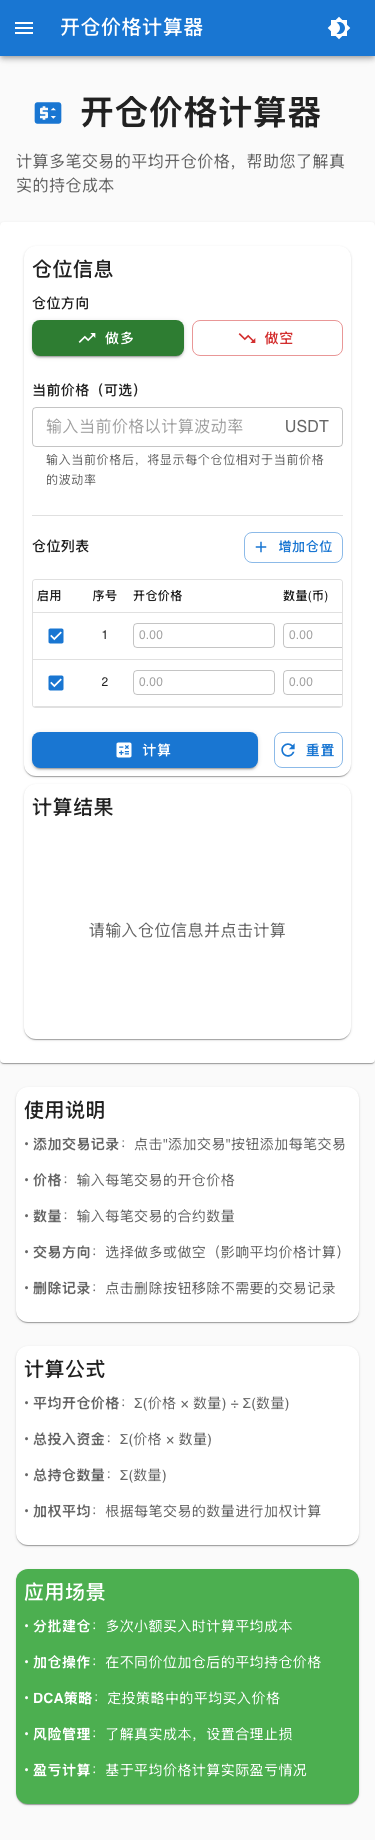 开仓价格计算器
开仓价格计算器
计算多笔交易的平均开仓价格，帮助您了解真
实的持仓成本
仓位信息
仓位方向
做多 做空
当前价格（可选）
输入当前价格以计算波动率 USDT
输入当前价格后，将显示每个仓位相对于当前价格
的波动率
仓位列表 增加仓位
启用 序号 开仓价格 数量(币)
1 0.00 0.00
2 0.00 0.00
计算 重置
计算结果
请输入仓位信息并点击计算
使用说明
• 添加交易记录：点击"添加交易"按钮添加每笔交易
• 价格：输入每笔交易的开仓价格
• 数量：输入每笔交易的合约数量
• 交易方向：选择做多或做空（影响平均价格计算）
• 删除记录：点击删除按钮移除不需要的交易记录
计算公式
• 平均开仓价格：Σ(价格 × 数量) ÷ Σ(数量)
• 总投入资金：Σ(价格 × 数量)
• 总持仓数量：Σ(数量)
• 加权平均：根据每笔交易的数量进行加权计算
应用场景
• 分批建仓：多次小额买入时计算平均成本
• 加仓操作：在不同价位加仓后的平均持仓价格
• DCA策略：定投策略中的平均买入价格
• 风险管理：了解真实成本，设置合理止损
• 盈亏计算：基于平均价格计算实际盈亏情况